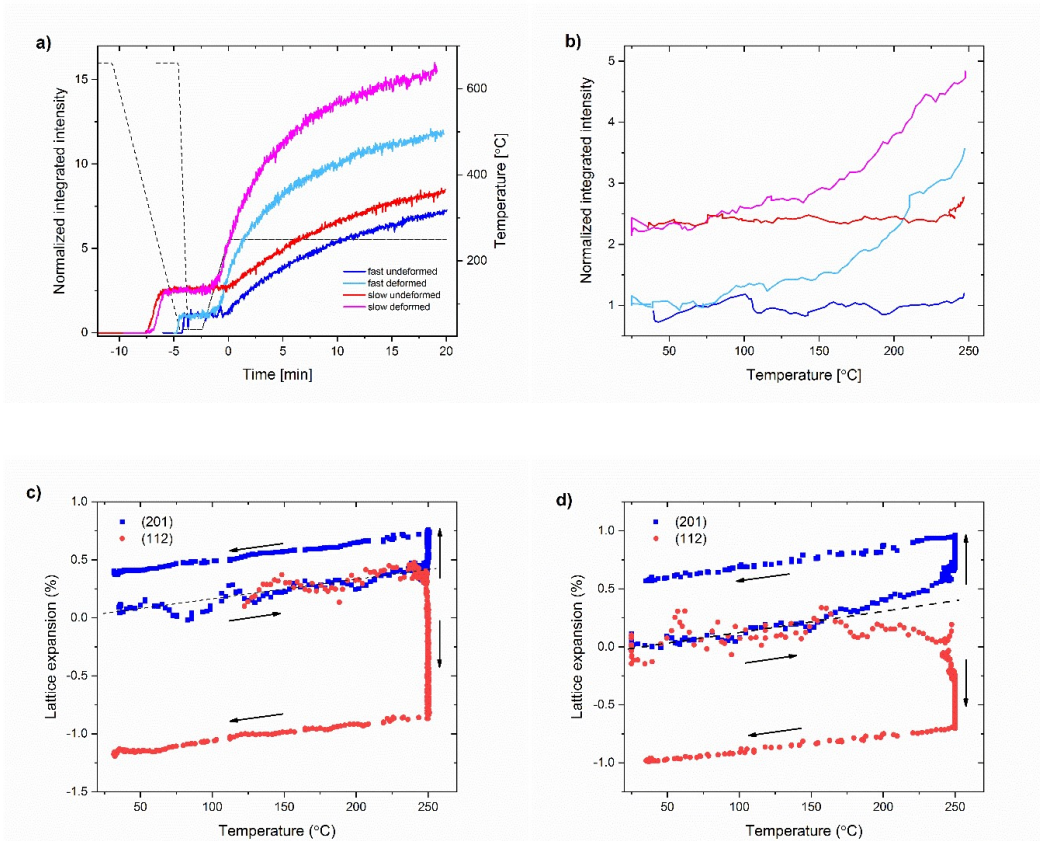 a)
Normalized integrated intensity
15
10
5
0
600
400
200
Temperature [°C]
fast undeformed
fast deformed
slow undeformed
slow deformed
-10 -5 0 5 10 15 20
Time [min]
b)
Normalized integrated intensity
5
4
3
2
1
50 100 150 200 250
Temperature [°C]
c)
Lattice expansion (%)
1.0
0.5
0.0
-0.5
-1.0
-1.5
(201)
(112)
50 100 150 200 250
Temperature (°C)
d)
Lattice expansion (%)
1.0
0.5
0.0
-0.5
-1.0
(201)
(112)
50 100 150 200 250
Temperature (°C)